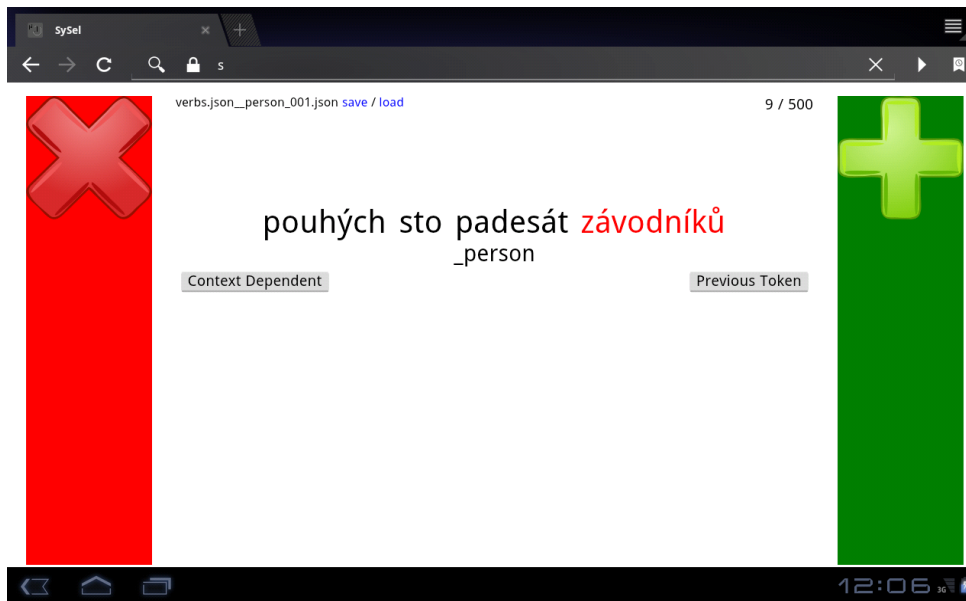 SySel
s
verbs.json__person_001.json save / load
9 / 500
pouhých sto padesát závodníků
_person
Context Dependent
Previous Token
12:06 3G